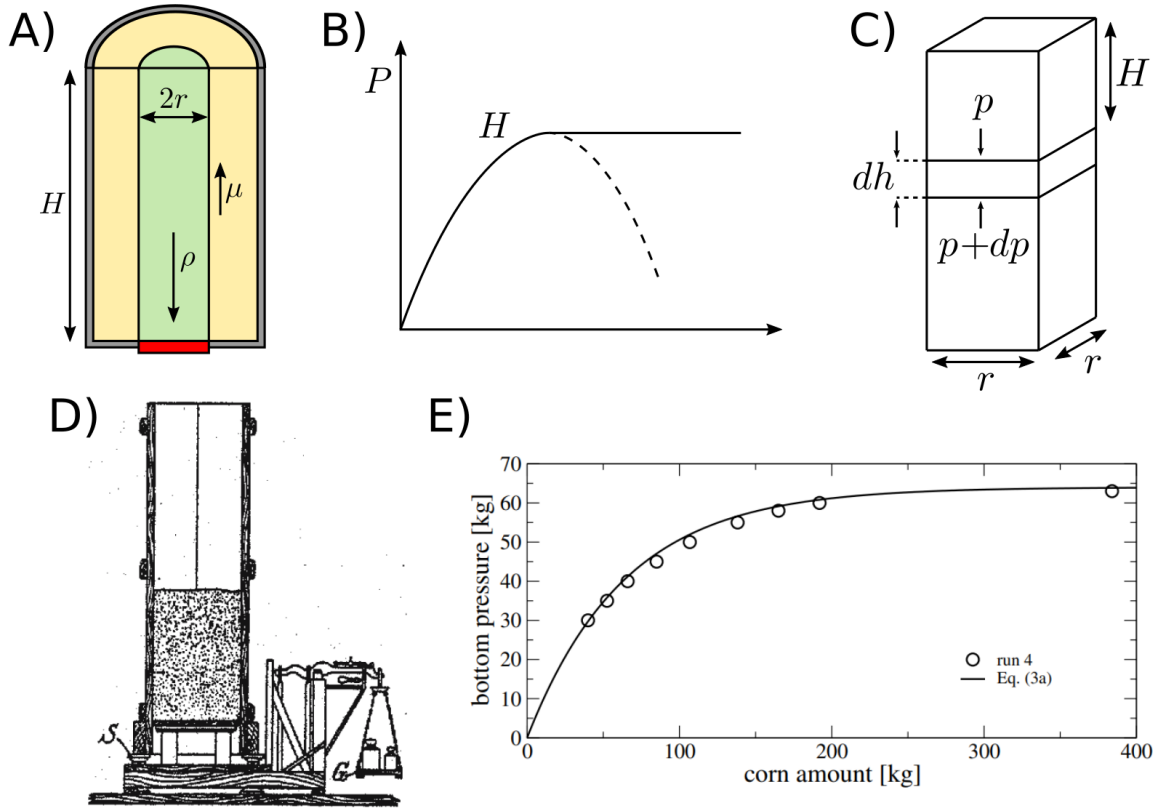 A)
2r
H
μ
ρ
B)
P
H
C)
H
p
dh
p+dp
r
r
D)
S
G
E)
70
60
50
40
30
20
10
0
bottom pressure [kg]
run 4
Eq. (3a)
0
100
200
300
400
corn amount [kg]